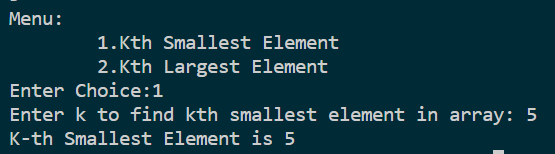 Menu:
1.Kth Smallest Element
2.Kth Largest Element
Enter Choice:1
Enter k to find kth smallest element in array: 5
K-th Smallest Element is 5